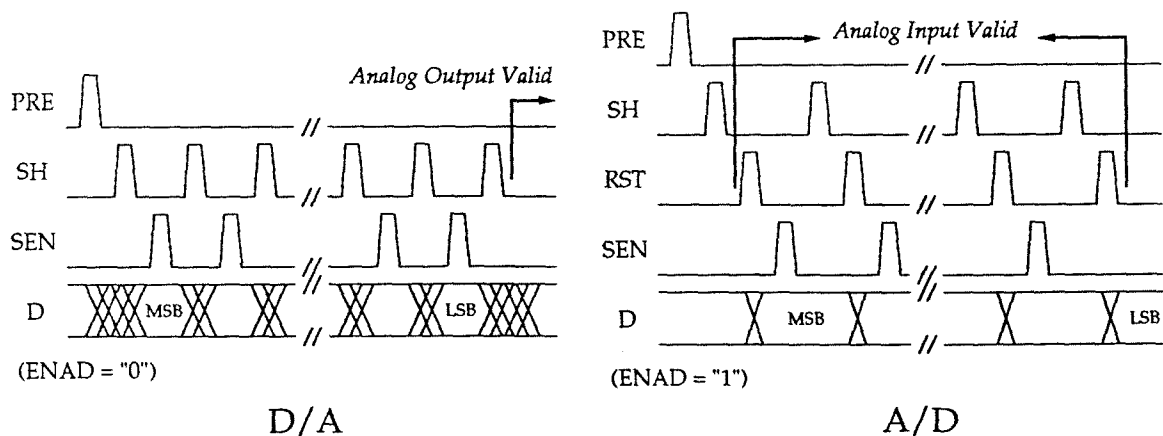 PRE
Analog Output Valid
//
SH
//
SEN
//
D
MSB
//
LSB
//
(ENAD = "0")
D/A
PRE
Analog Input Valid
//
SH
//
RST
//
SEN
//
D
MSB
//
LSB
(ENAD = "1")
A/D